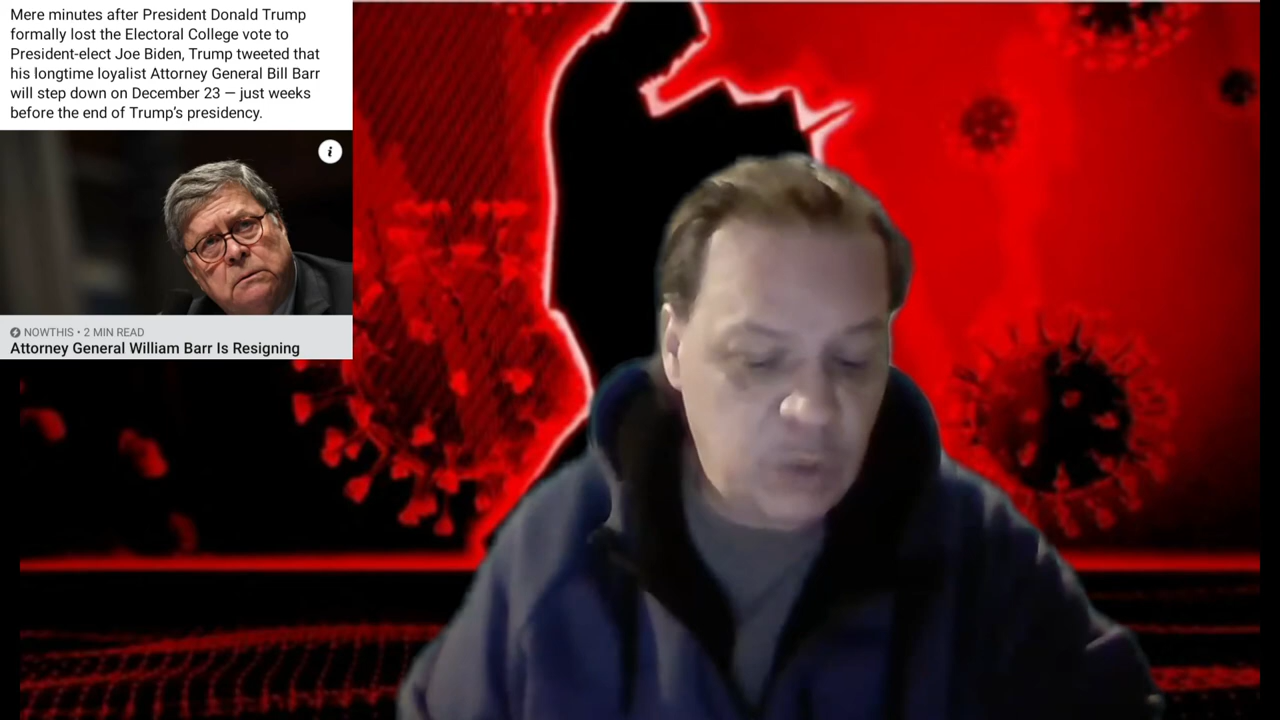 Mere minutes after President Donald Trump
formally lost the Electoral College vote to
President-elect Joe Biden, Trump tweeted that
his longtime loyalist Attorney General Bill Barr
will step down on December 23 — just weeks
before the end of Trump's presidency.
i
NOWTHIS • 2 MIN READ
Attorney General William Barr Is Resigning